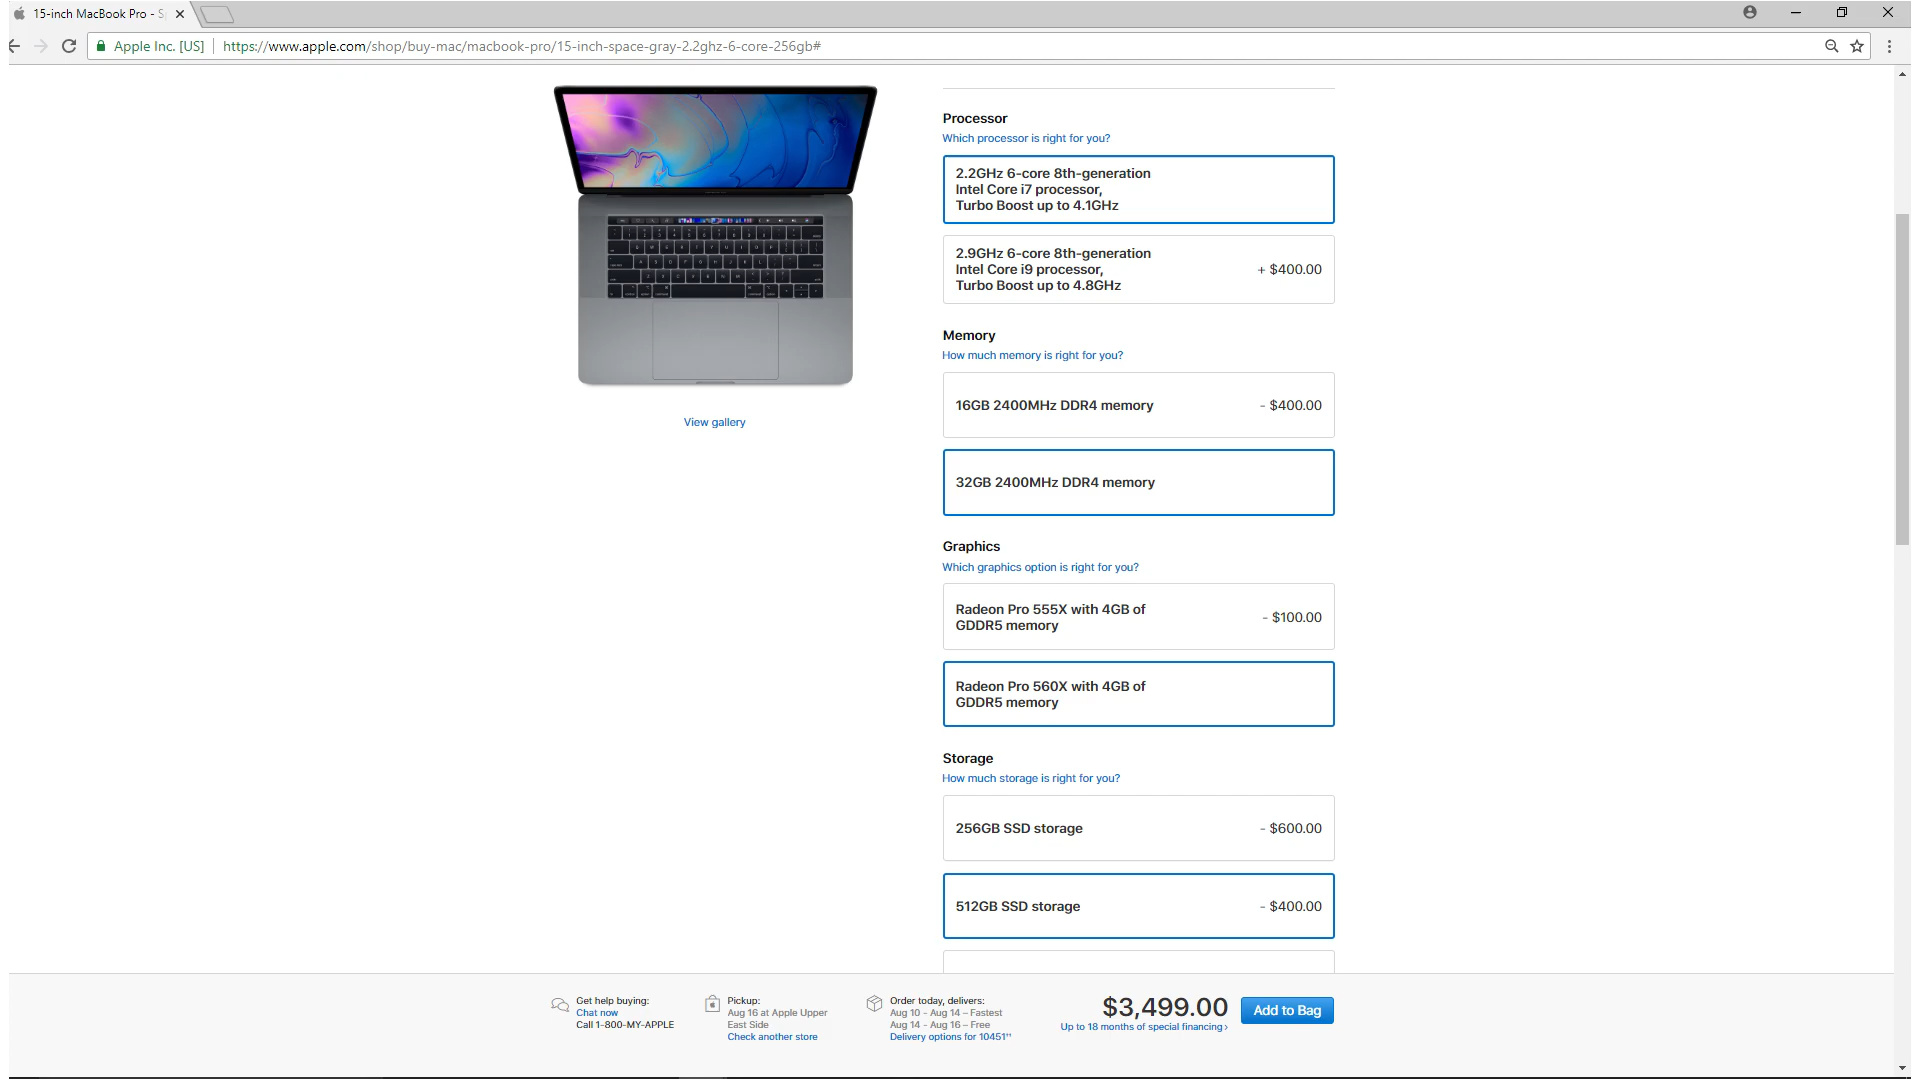 15-inch MacBook Pro - S
Apple Inc. [US]
https://www.apple.com/shop/buy-mac/macbook-pro/15-inch-space-gray-2.2ghz-6-core-256gb#
View gallery
Processor
Which processor is right for you?
2.2GHz 6-core 8th-generation
Intel Core i7 processor,
Turbo Boost up to 4.1GHz
2.9GHz 6-core 8th-generation
Intel Core i9 processor,
Turbo Boost up to 4.8GHz
+ $400.00
Memory
How much memory is right for you?
16GB 2400MHz DDR4 memory - $400.00
32GB 2400MHz DDR4 memory
Graphics
Which graphics option is right for you?
Radeon Pro 555X with 4GB of
GDDR5 memory
- $100.00
Radeon Pro 560X with 4GB of
GDDR5 memory
Storage
How much storage is right for you?
256GB SSD storage - $600.00
512GB SSD storage - $400.00
Get help buying:
Chat now
Call 1-800-MY-APPLE
Pickup:
Aug 16 at Apple Upper
East Side
Check another store
Order today, delivers:
Aug 10 - Aug 14 – Fastest
Aug 14 - Aug 16 – Free
Delivery options for 10451††
$3,499.00
Up to 18 months of special financing ›
Add to Bag